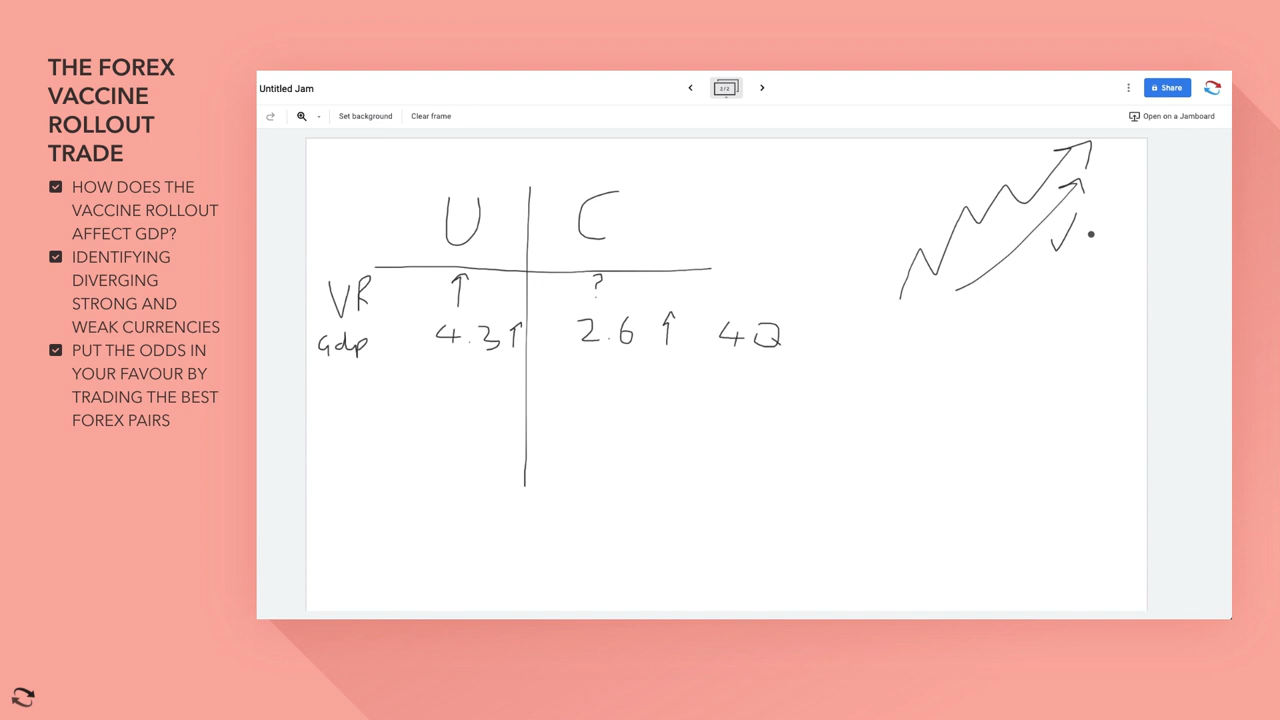 THE FOREX
VACCINE
ROLLOUT
TRADE
HOW DOES THE
VACCINE ROLLOUT
AFFECT GDP?
IDENTIFYING
DIVERGING
STRONG AND
WEAK CURRENCIES
PUT THE ODDS IN
YOUR FAVOUR BY
TRADING THE BEST
FOREX PAIRS
Untitled Jam
2/2
Share
Set background
Clear frame
Open on a Jamboard
U C
VR ↑ ?
Gdp 4.3↑ 2.6 ↑ 4Q